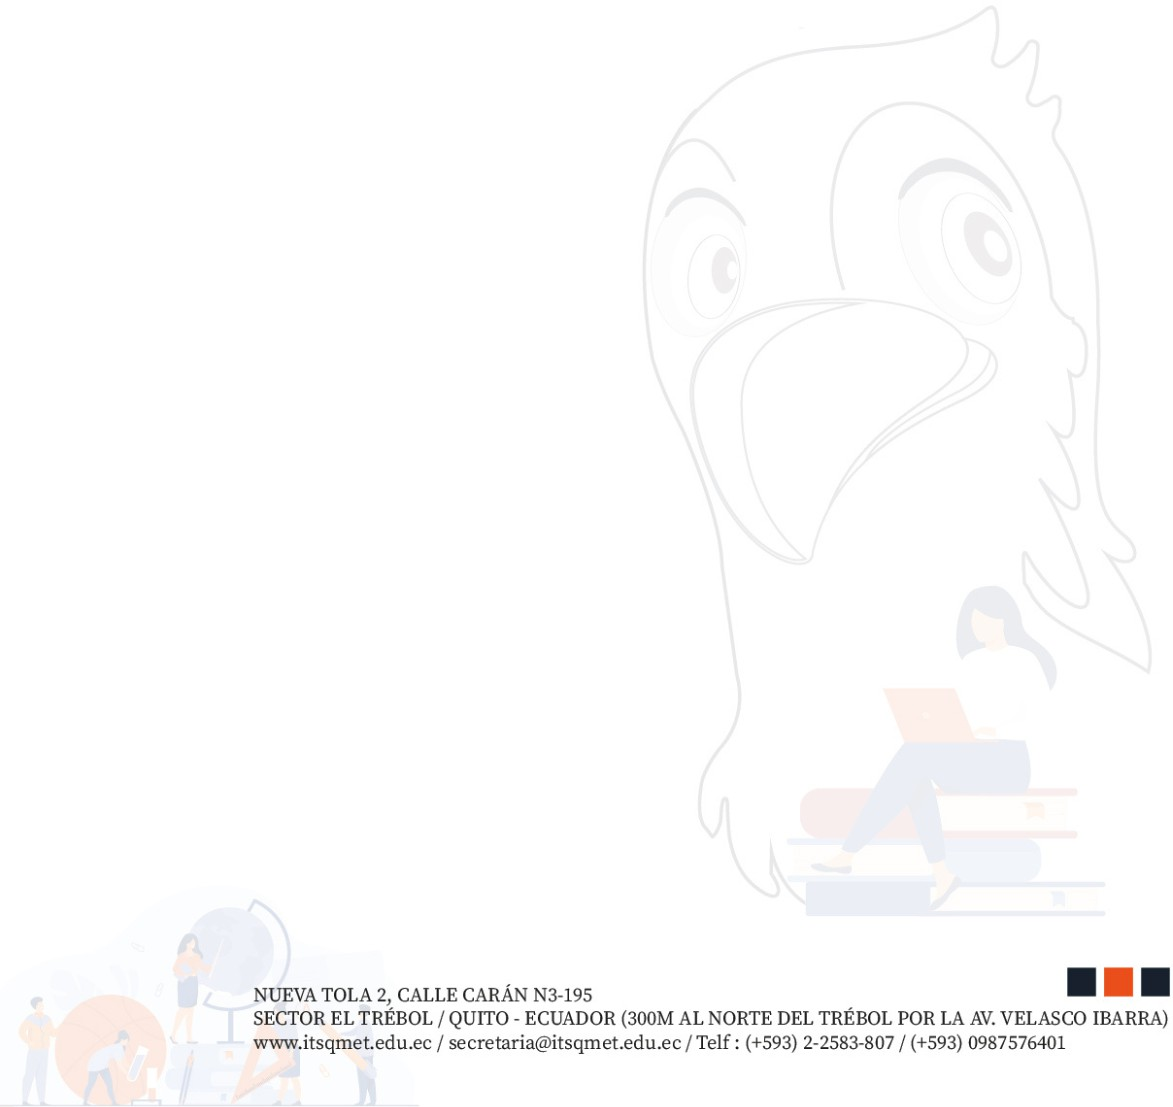 NUEVA TOLA 2, CALLE CARÁN N3-195
SECTOR EL TRÉBOL / QUITO - ECUADOR (300M AL NORTE DEL TRÉBOL POR LA AV. VELASCO IBARRA)
www.itsqmet.edu.ec / secretaria@itsqmet.edu.ec / Telf : (+593) 2-2583-807 / (+593) 0987576401